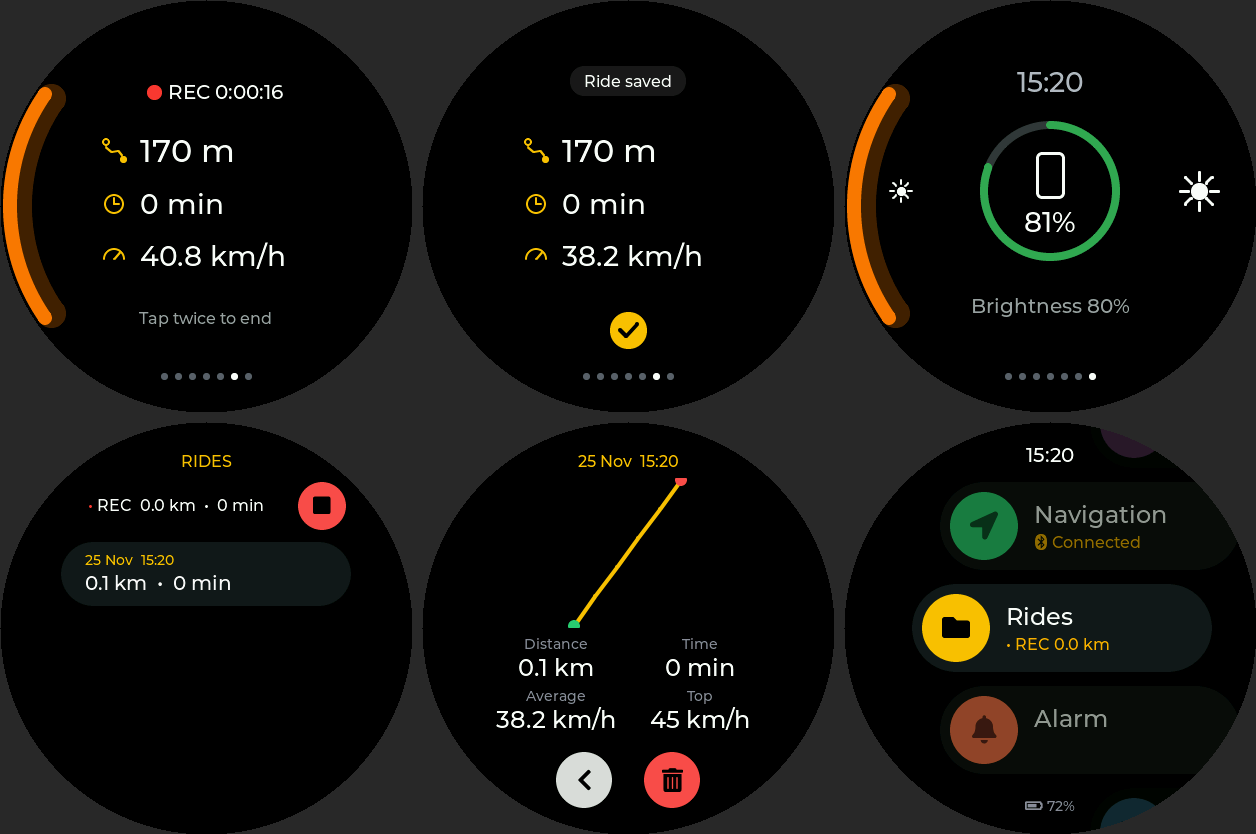 REC 0:00:16
170 m
0 min
40.8 km/h
Tap twice to end
Ride saved
170 m
0 min
38.2 km/h
15:20
81%
Brightness 80%
RIDES
• REC 0.0 km • 0 min
25 Nov 15:20
0.1 km • 0 min
25 Nov 15:20
Distance Time
0.1 km 0 min
Average Top
38.2 km/h 45 km/h
15:20
Navigation
Connected
Rides
• REC 0.0 km
Alarm
72%